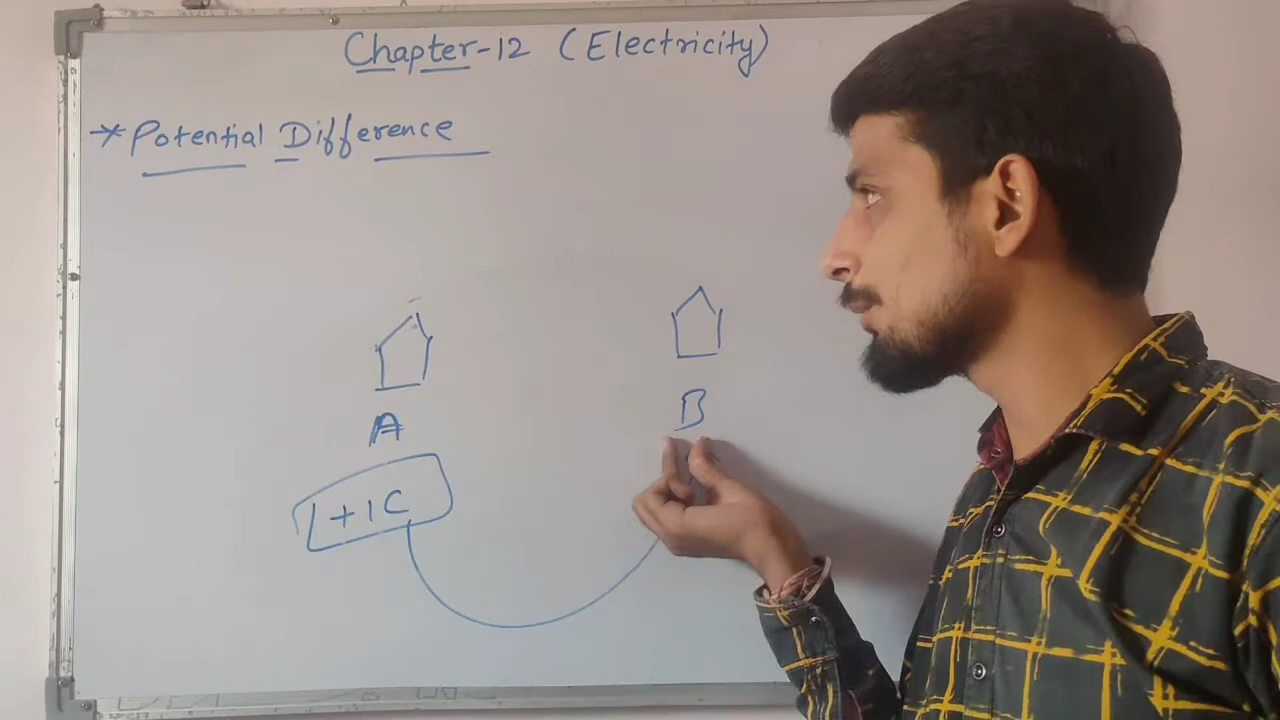 Chapter-12 (Electricity)
* Potential Difference
A
B
+1C